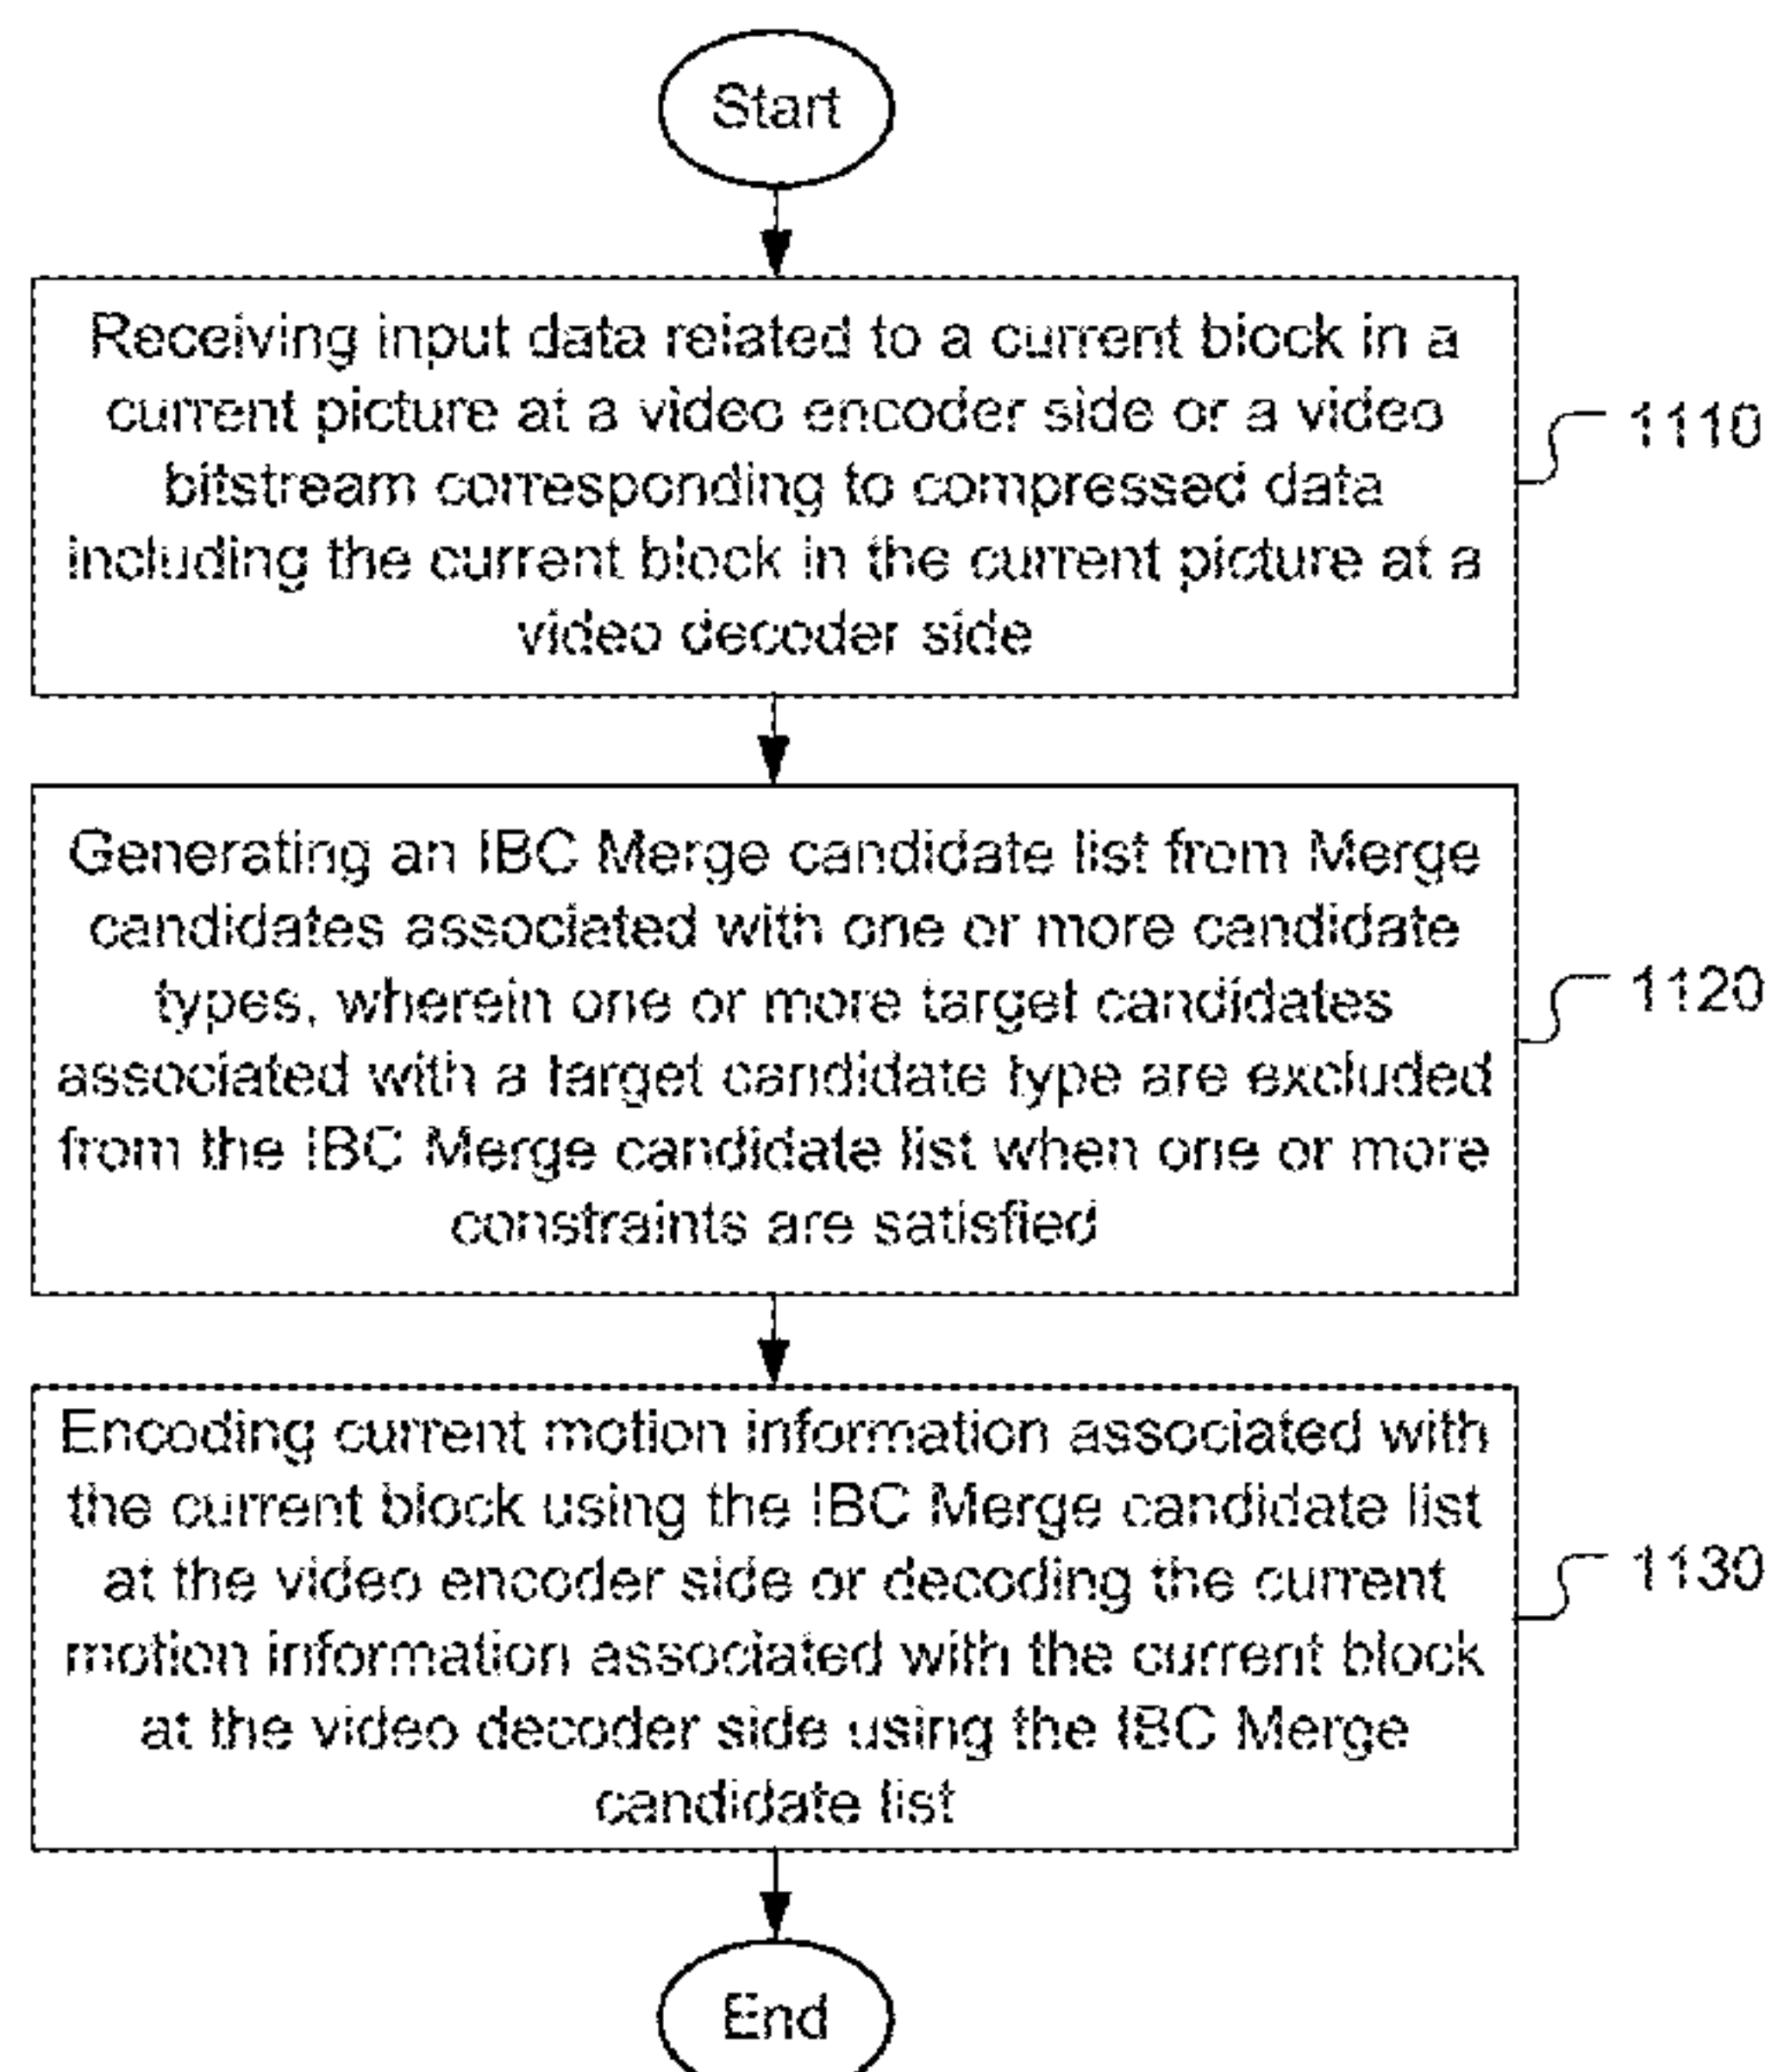 Start
Receiving input data related to a current block in a
current picture at a video encoder side or a video
bitstream corresponding to compressed data
including the current block in the current picture at a
video decoder side
1110
Generating an IBC Merge candidate list from Merge
candidates associated with one or more candidate
types, wherein one or more target candidates
associated with a target candidate type are excluded
from the IBC Merge candidate list when one or more
constraints are satisfied
1120
Encoding current motion information associated with
the current block using the IBC Merge candidate list
at the video encoder side or decoding the current
motion information associated with the current block
at the video decoder side using the IBC Merge
candidate list
1130
End